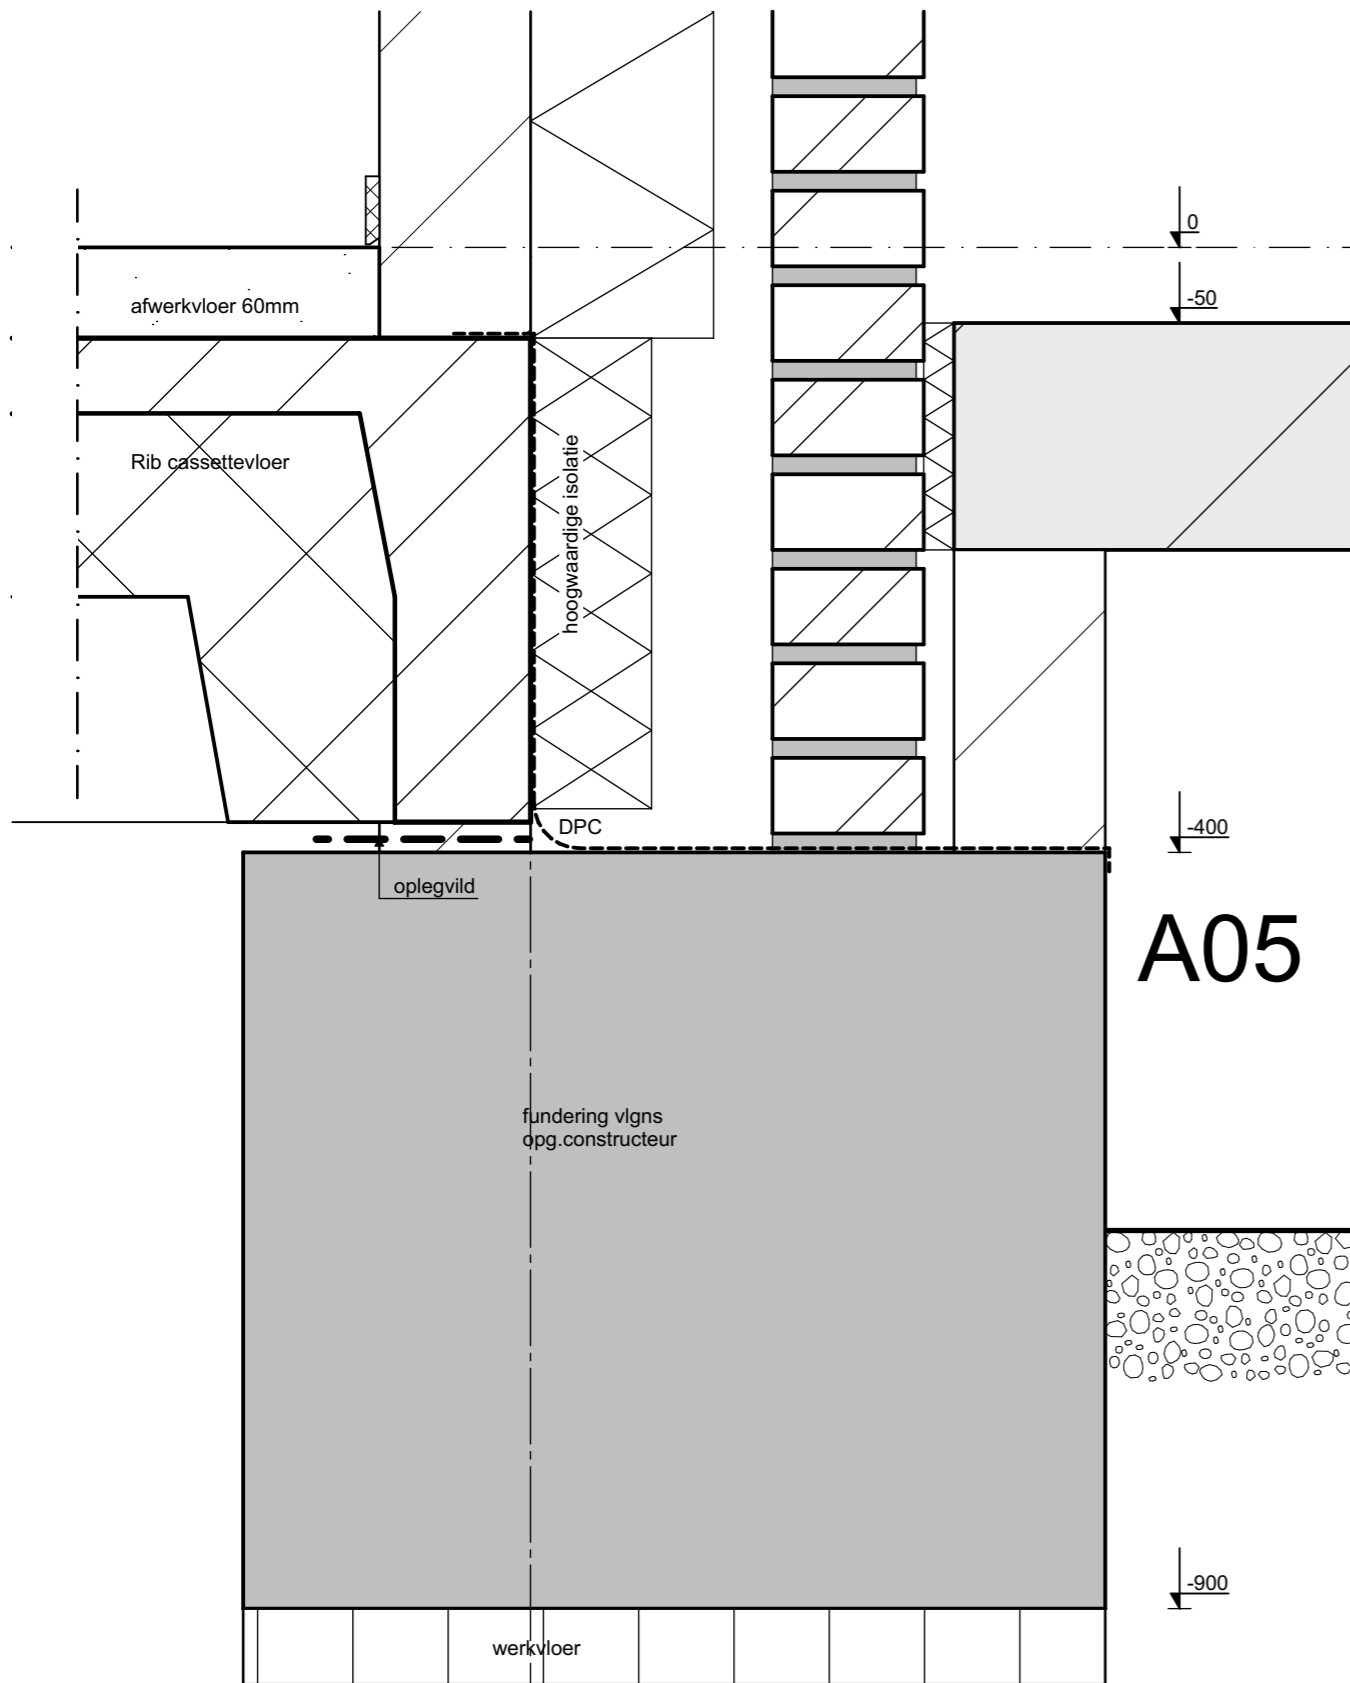 0
-50
afwerkvloer 60mm
Rib cassettevloer
hoogwaardige isolatie
DPC
-400
oplegvild
A05
fundering vlgns
opg.constructeur
-900
werkvloer